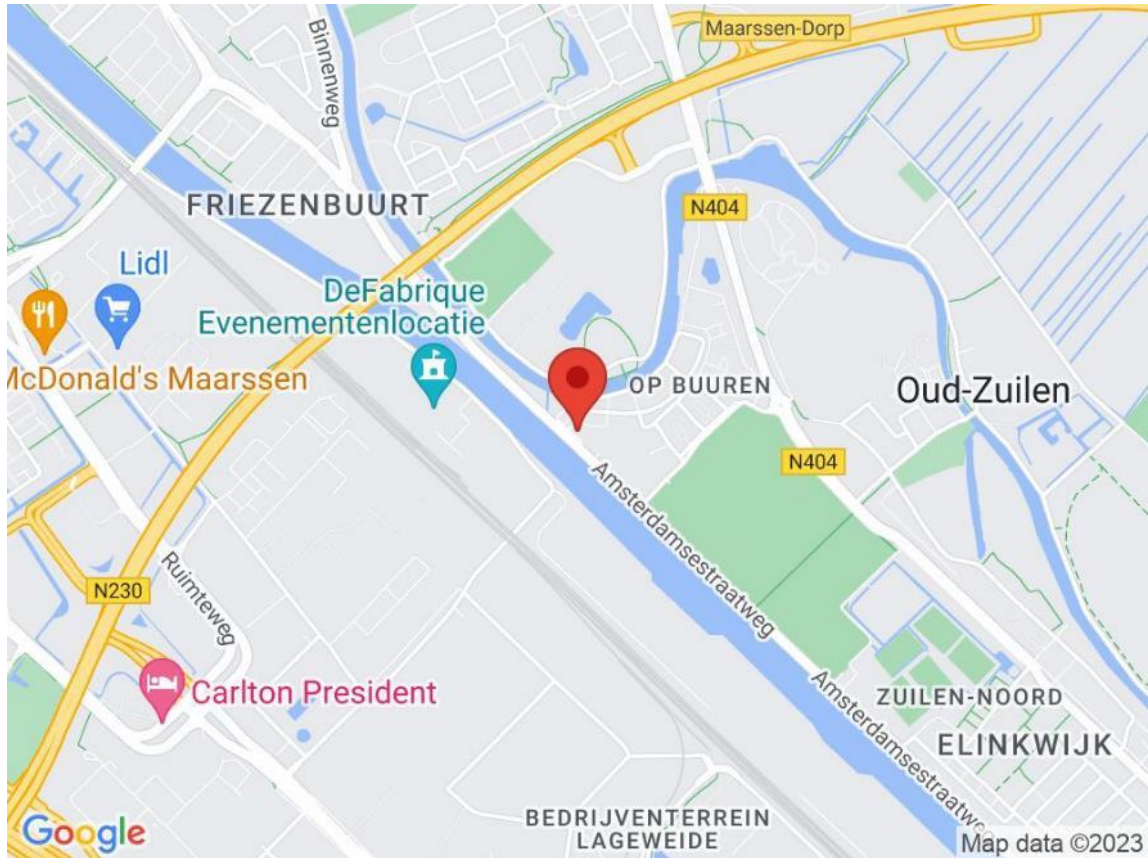 Maarssen-Dorp
Binnenweg
FRIEZENBUURT
N404
Lidl
DeFabrique
Evenementenlocatie
McDonald's Maarssen
OP BUUREN
Oud-Zuilen
N404
Amsterdamsestraatweg
Ruimteweg
N230
Carlton President
Amsterdamsestraatweg
ZUILEN-NOORD
ELINKWIJK
BEDRIJVENTERREIN
LAGEWEIDE
Google
Map data ©2023